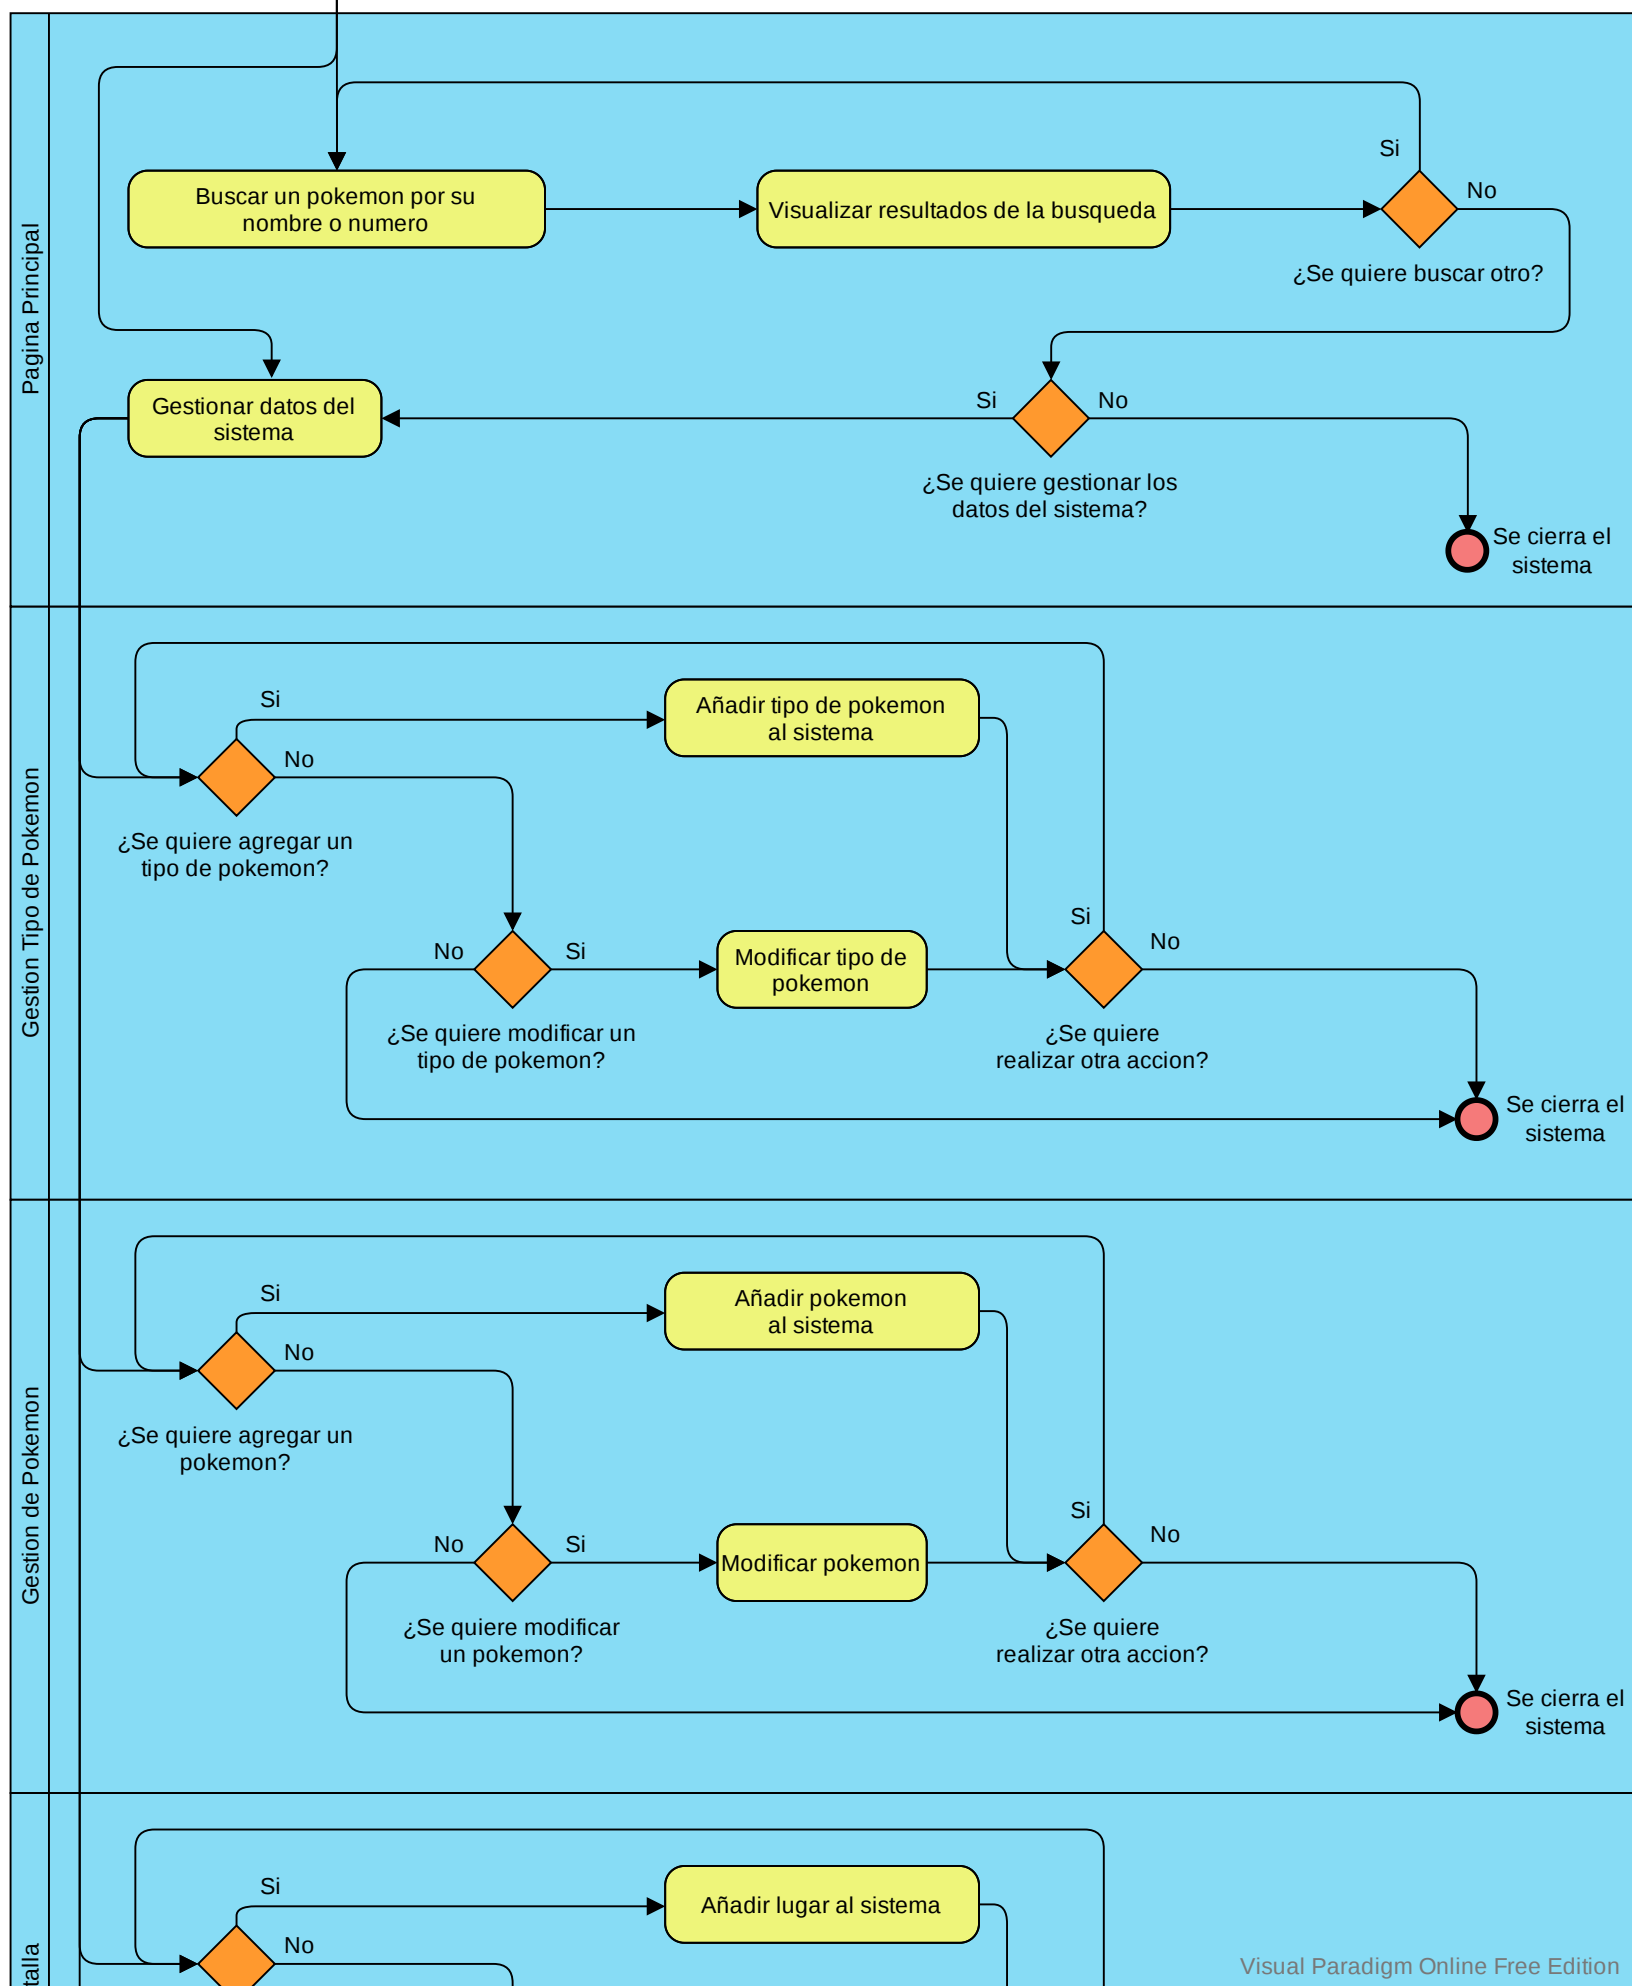 Pagina Principal
Si
Buscar un pokemon por su
nombre o numero
Visualizar resultados de la busqueda
No
¿Se quiere buscar otro?
Gestionar datos del
sistema
Si
No
¿Se quiere gestionar los
datos del sistema?
Se cierra el
sistema
Gestion Tipo de Pokemon
Si
Añadir tipo de pokemon
al sistema
No
¿Se quiere agregar un
tipo de pokemon?
Si
No
Si
Modificar tipo de
pokemon
No
¿Se quiere modificar un
tipo de pokemon?
¿Se quiere
realizar otra accion?
Se cierra el
sistema
Gestion de Pokemon
Si
Añadir pokemon
al sistema
No
¿Se quiere agregar un
pokemon?
Si
No
Si
Modificar pokemon
No
¿Se quiere modificar
un pokemon?
¿Se quiere
realizar otra accion?
Se cierra el
sistema
talla
Si
Añadir lugar al sistema
No
Visual Paradigm Online Free Edition